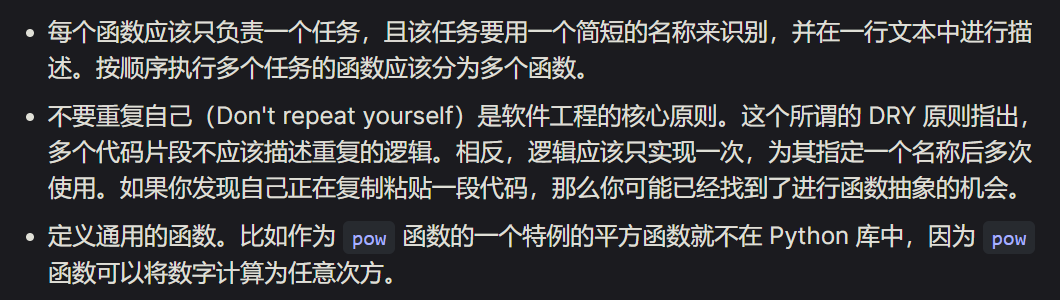 • 每个函数应该只负责一个任务，且该任务要用一个简短的名称来识别，并在一行文本中进行描
述。按顺序执行多个任务的函数应该分为多个函数。
• 不要重复自己（Don't repeat yourself）是软件工程的核心原则。这个所谓的 DRY 原则指出，
多个代码片段不应该描述重复的逻辑。相反，逻辑应该只实现一次，为其指定一个名称后多次
使用。如果你发现自己正在复制粘贴一段代码，那么你可能已经找到了进行函数抽象的机会。
• 定义通用的函数。比如作为 pow 函数的一个特例的平方函数就不在 Python 库中，因为 pow
函数可以将数字计算为任意次方。